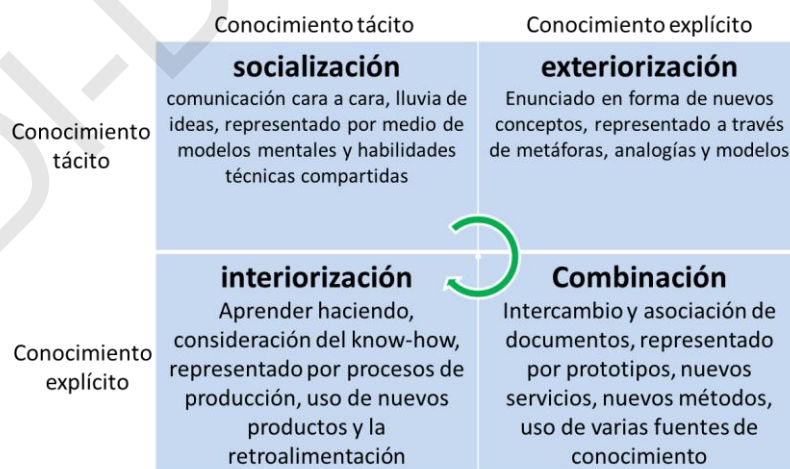 Conocimiento tácito
Conocimiento explícito
Conocimiento
tácito
socialización
comunicación cara a cara, lluvia de
ideas, representado por medio de
modelos mentales y habilidades
técnicas compartidas
exteriorización
Enunciado en forma de nuevos
conceptos, representado a través
de metáforas, analogías y modelos
Conocimiento
explícito
interiorización
Aprender haciendo,
consideración del know-how,
representado por procesos de
producción, uso de nuevos
productos y la
retroalimentación
Combinación
Intercambio y asociación de
documentos, representado
por prototipos, nuevos
servicios, nuevos métodos,
uso de varias fuentes de
conocimiento